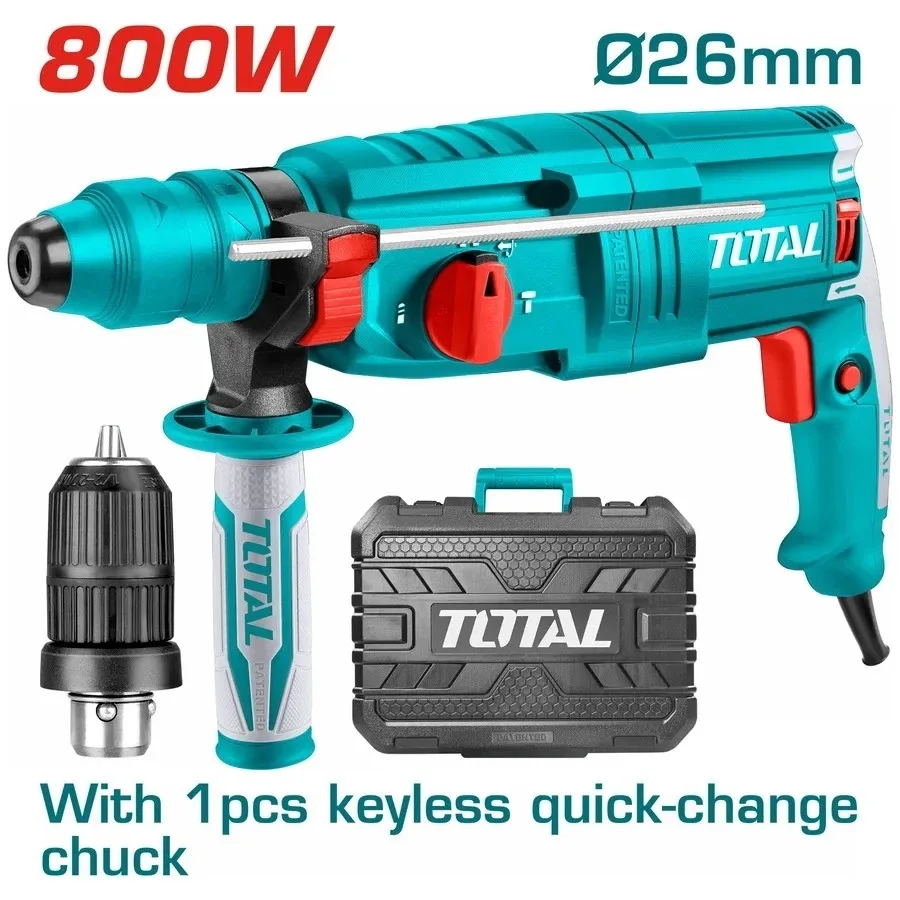 800W
Ø26mm
TOTAL
PATENTED
TOTAL
TOTAL
PATENTED
TOTAL
PATENTED
With 1pcs keyless quick-change
chuck